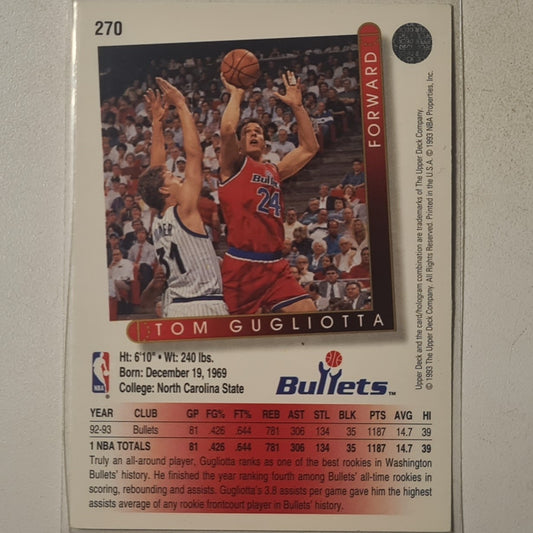 270
FORWARD
Bullets
24
31
TOM GUGLIOTTA
Upper Deck and the card/hologram combination are trademarks of The Upper Deck Company.
© 1993 The Upper Deck Company. All Rights Reserved. Printed in the U.S.A. © 1993 NBA Properties, Inc.
NBA
Ht: 6'10" • Wt: 240 lbs.
Born: December 19, 1969
College: North Carolina State
Bullets™
YEAR CLUB GP FG% FT% REB AST STL BLK PTS AVG HI
92-93 Bullets 81 .426 .644 781 306 134 35 1187 14.7 39
1 NBA TOTALS 81 .426 .644 781 306 134 35 1187 14.7 39
Truly an all-around player, Gugliotta ranks as one of the best rookies in Washington
Bullets' history. He finished the year ranking fourth among Bullets' all-time rookies in
scoring, rebounding and assists. Gugliotta's 3.8 assists per game gave him the highest
assists average of any rookie frontcourt player in Bullets' history.